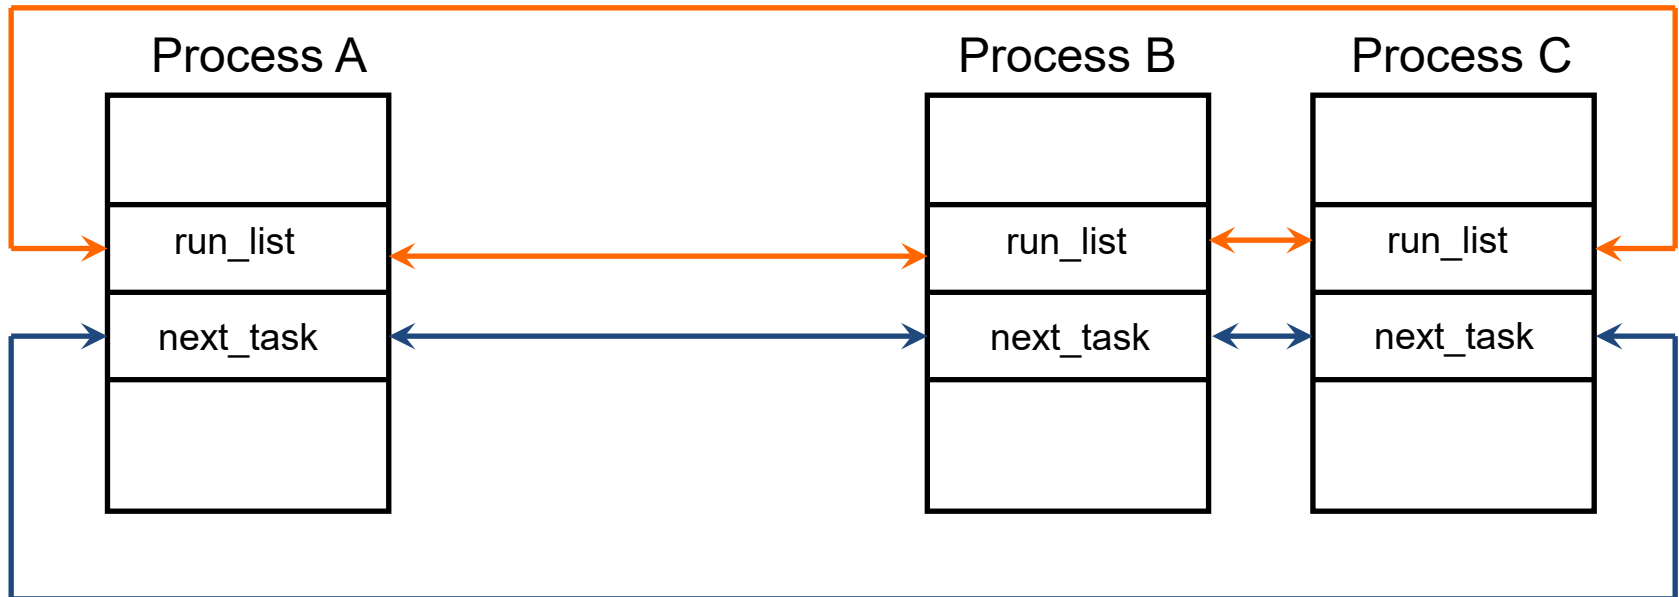 Process A
Process B
Process C
run_list
run_list
run_list
next_task
next_task
next_task